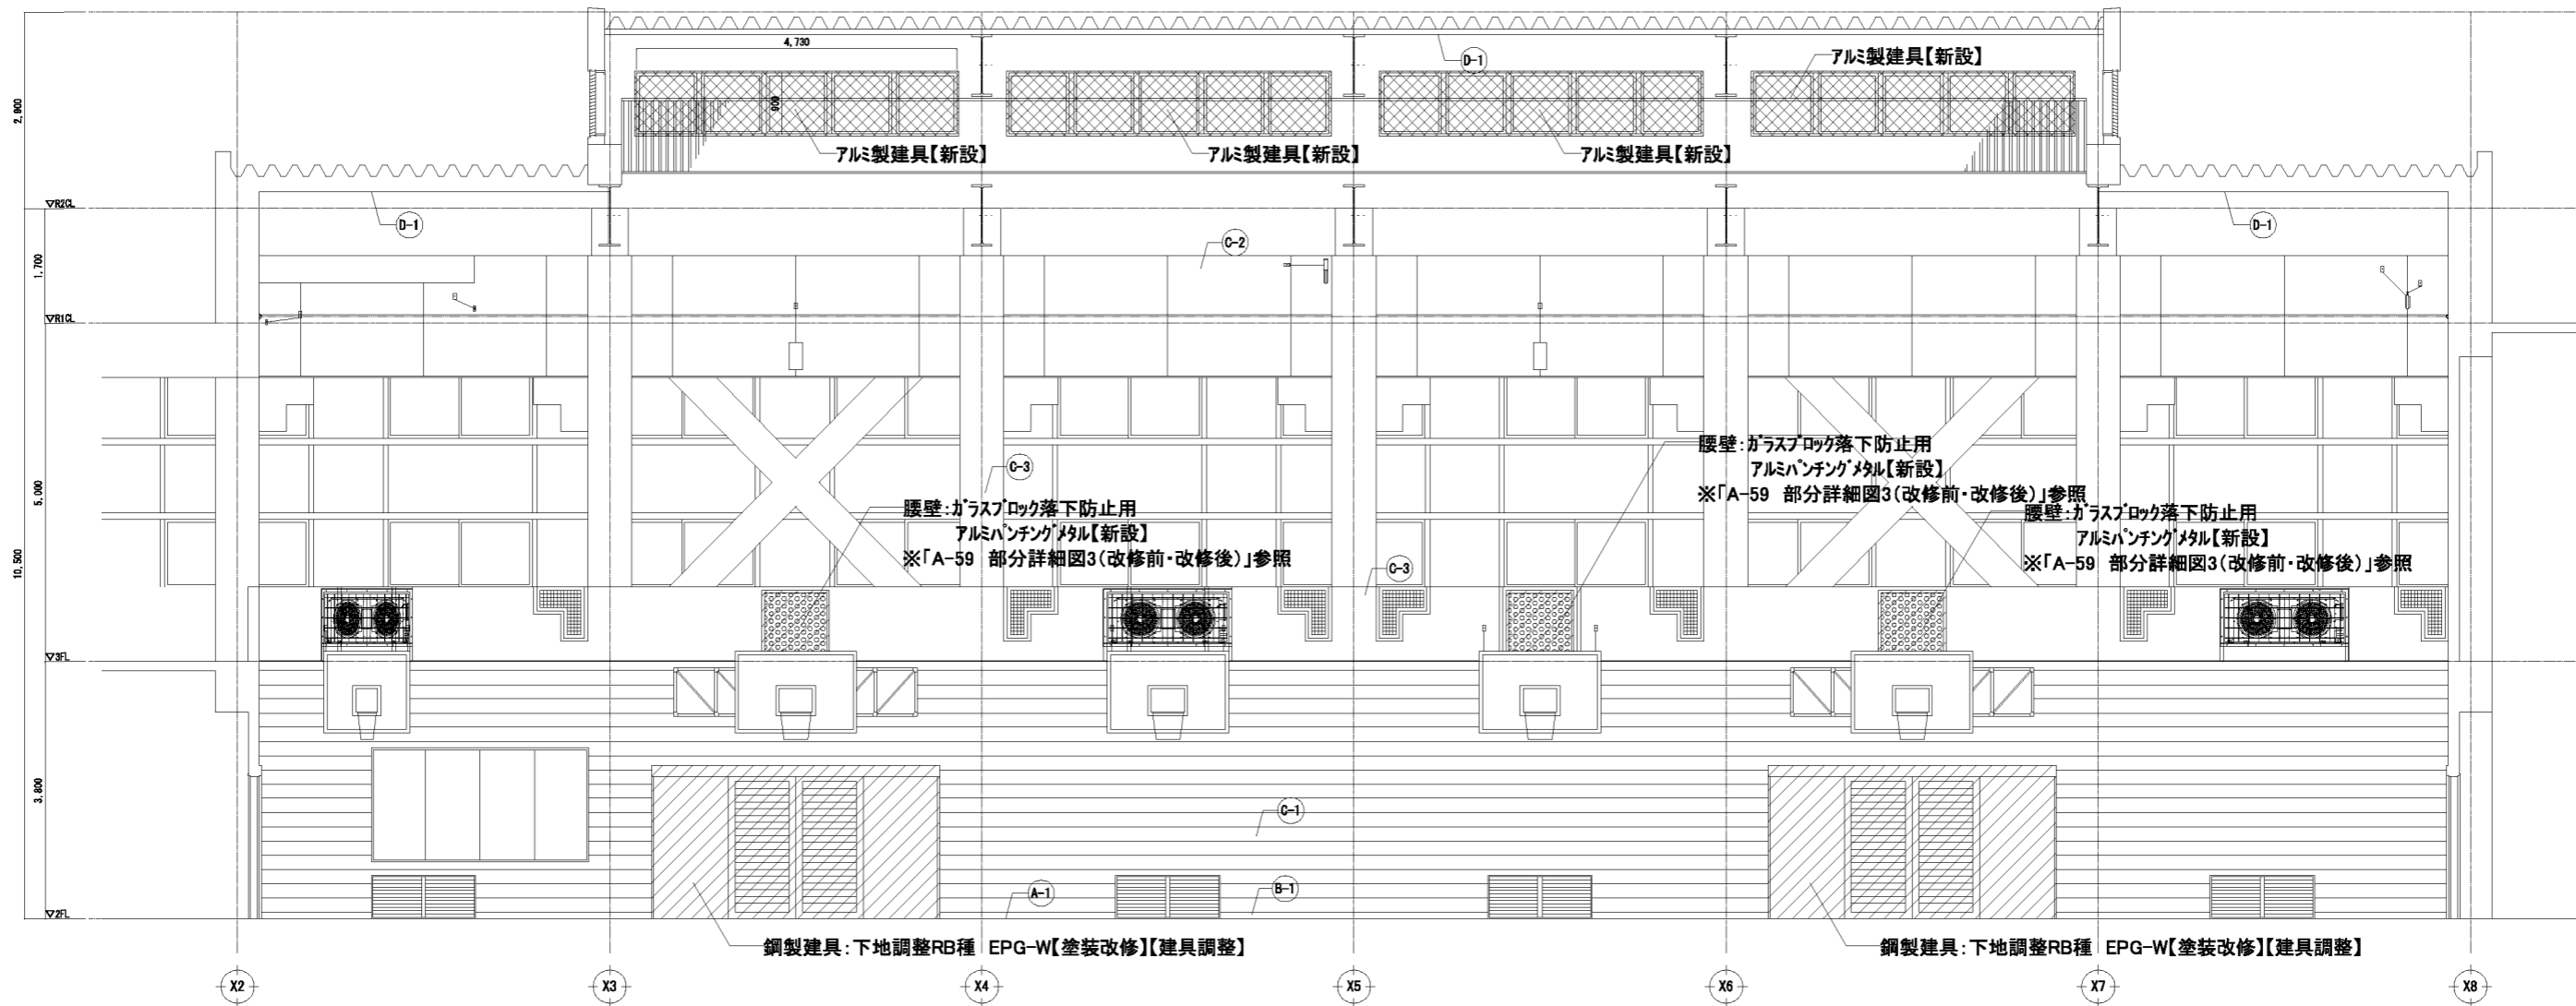 4,730
アルミ製建具【新設】
D-1
900
2,900
アルミ製建具【新設】
アルミ製建具【新設】
アルミ製建具【新設】
▽R2CL
D-1
D-1
C-2
1,700
▽R1CL
腰壁:ガラスブロック落下防止用
アルミパンチングメタル【新設】
※「A-59 部分詳細図3(改修前・改修後)」参照
C-3
5,000
腰壁:ガラスブロック落下防止用
アルミパンチングメタル【新設】
※「A-59 部分詳細図3(改修前・改修後)」参照
腰壁:ガラスブロック落下防止用
アルミパンチングメタル【新設】
※「A-59 部分詳細図3(改修前・改修後)」参照
10,500
C-3
▽3FL
3,800
C-1
A-1
B-1
▽2FL
鋼製建具:下地調整RB種 EPG-W【塗装改修】【建具調整】
鋼製建具:下地調整RB種 EPG-W【塗装改修】【建具調整】
X2
X3
X4
X5
X6
X7
X8